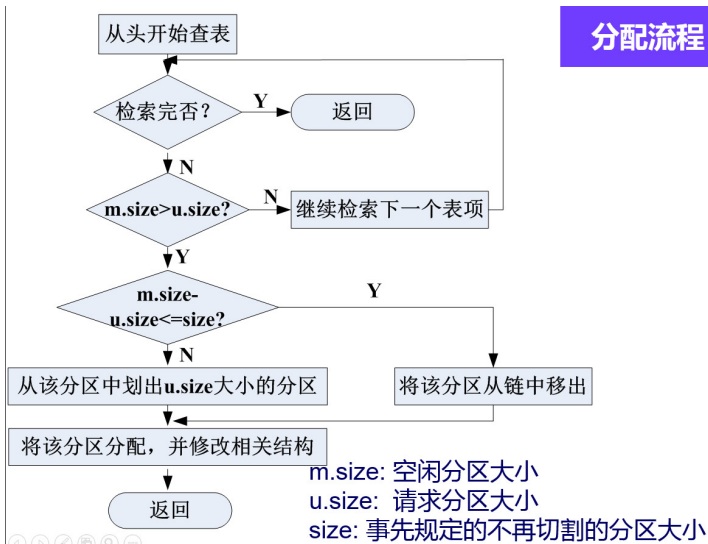 分配流程
从头开始查表
检索完否？
Y
返回
N
m.size>u.size?
N
继续检索下一个表项
Y
m.size-
u.size<=size?
Y
N
从该分区中划出u.size大小的分区
将该分区从链中移出
将该分区分配，并修改相关结构
返回
m.size: 空闲分区大小
u.size: 请求分区大小
size: 事先规定的不再切割的分区大小